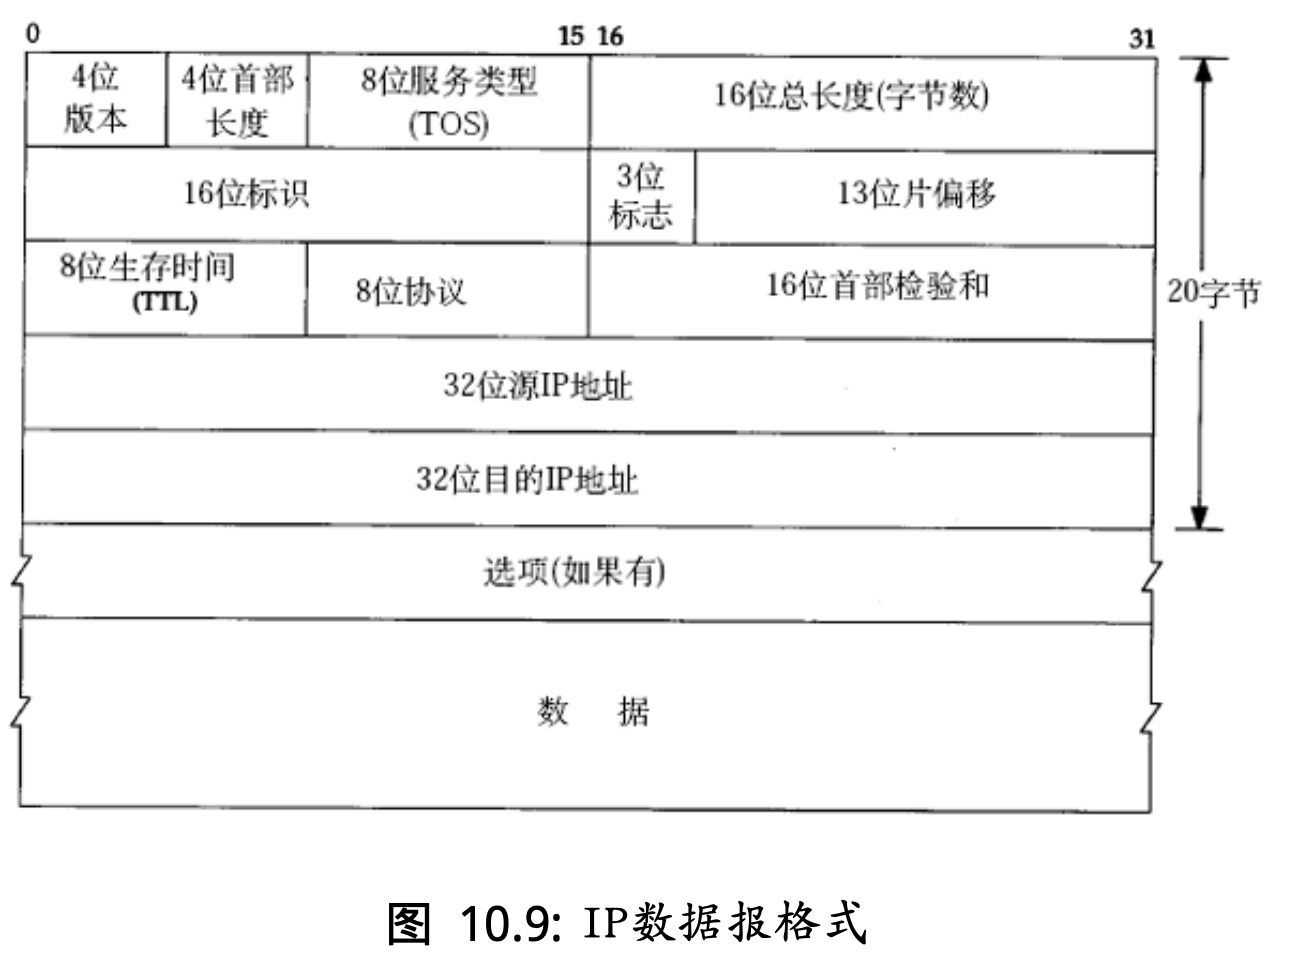 0 15 16 31
4位
版本
4位首部
长度
8位服务类型
(TOS)
16位总长度(字节数)
16位标识
3位
标志
13位片偏移
8位生存时间
(TTL)
8位协议
16位首部检验和
20字节
32位源IP地址
32位目的IP地址
选项(如果有)
数 据
图 10.9: IP数据报格式